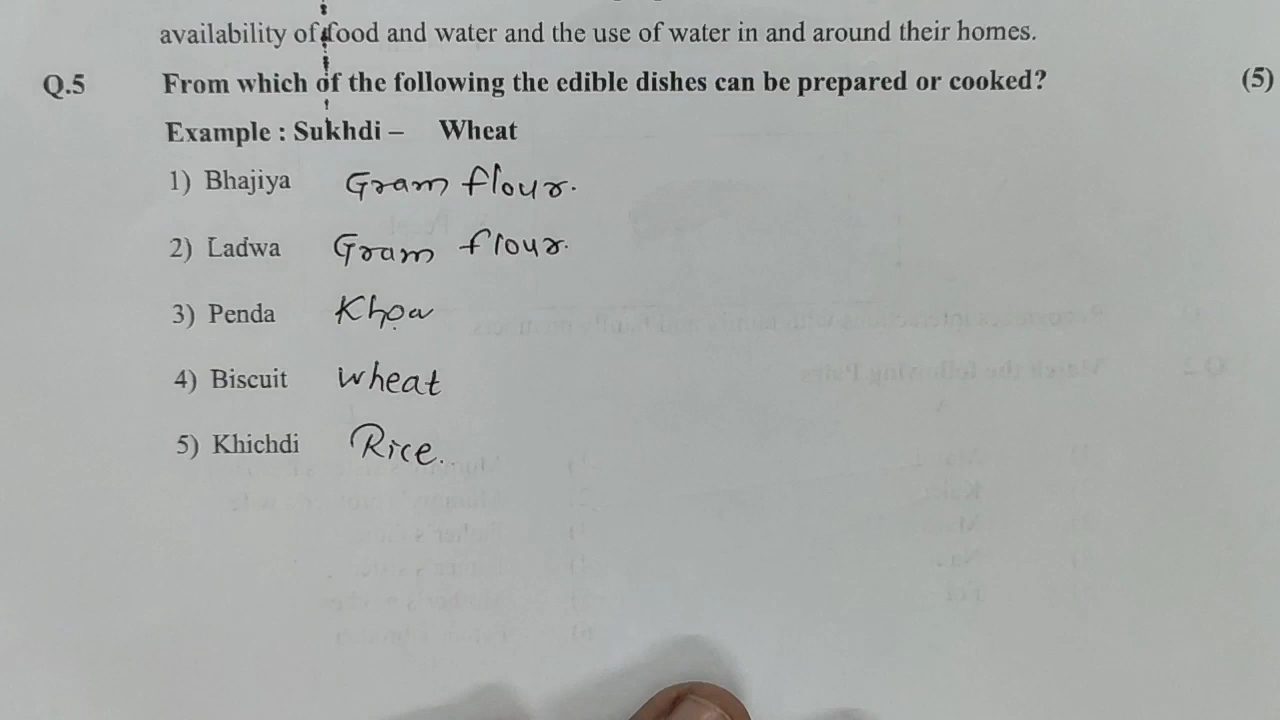 availability of food and water and the use of water in and around their homes.
Q.5 From which of the following the edible dishes can be prepared or cooked? (5)
Example : Sukhdi – Wheat
1) Bhajiya Gram flour.
2) Ladwa Gram flour.
3) Penda Khoa
4) Biscuit wheat
5) Khichdi Rice.